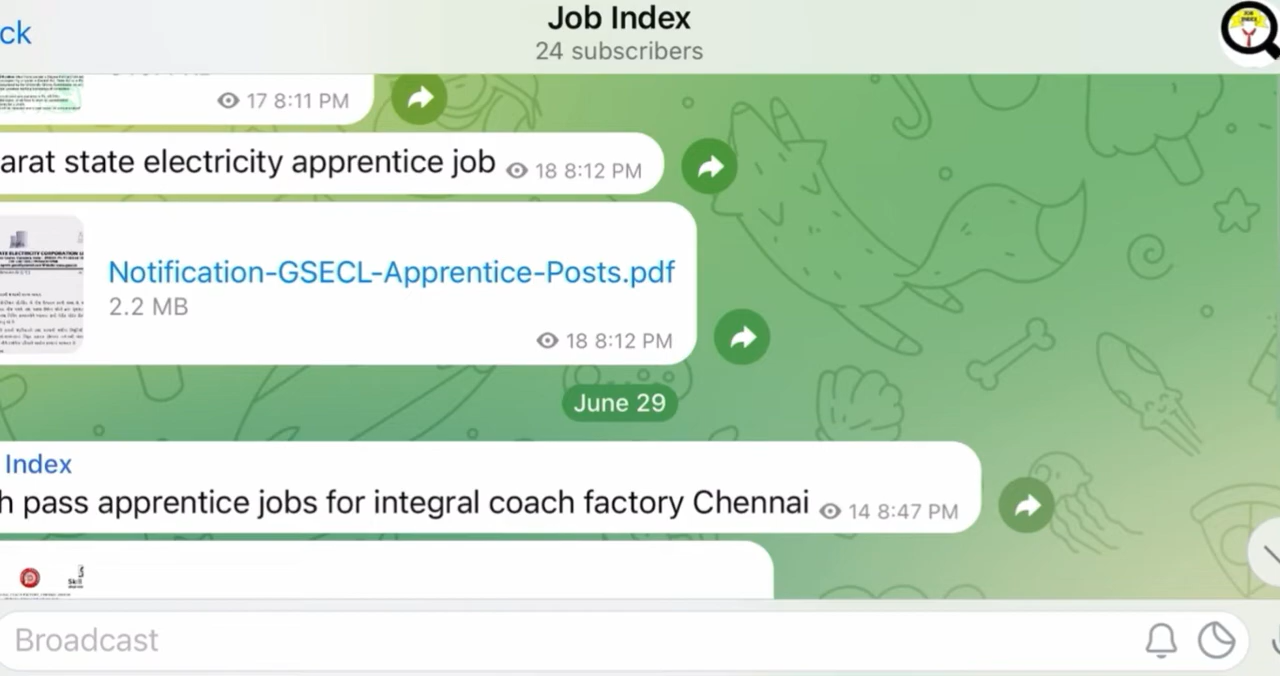 ck
Job Index
24 subscribers
17 8:11 PM
arat state electricity apprentice job
18 8:12 PM
Notification-GSECL-Apprentice-Posts.pdf
2.2 MB
18 8:12 PM
June 29
Index
h pass apprentice jobs for integral coach factory Chennai
14 8:47 PM
Broadcast